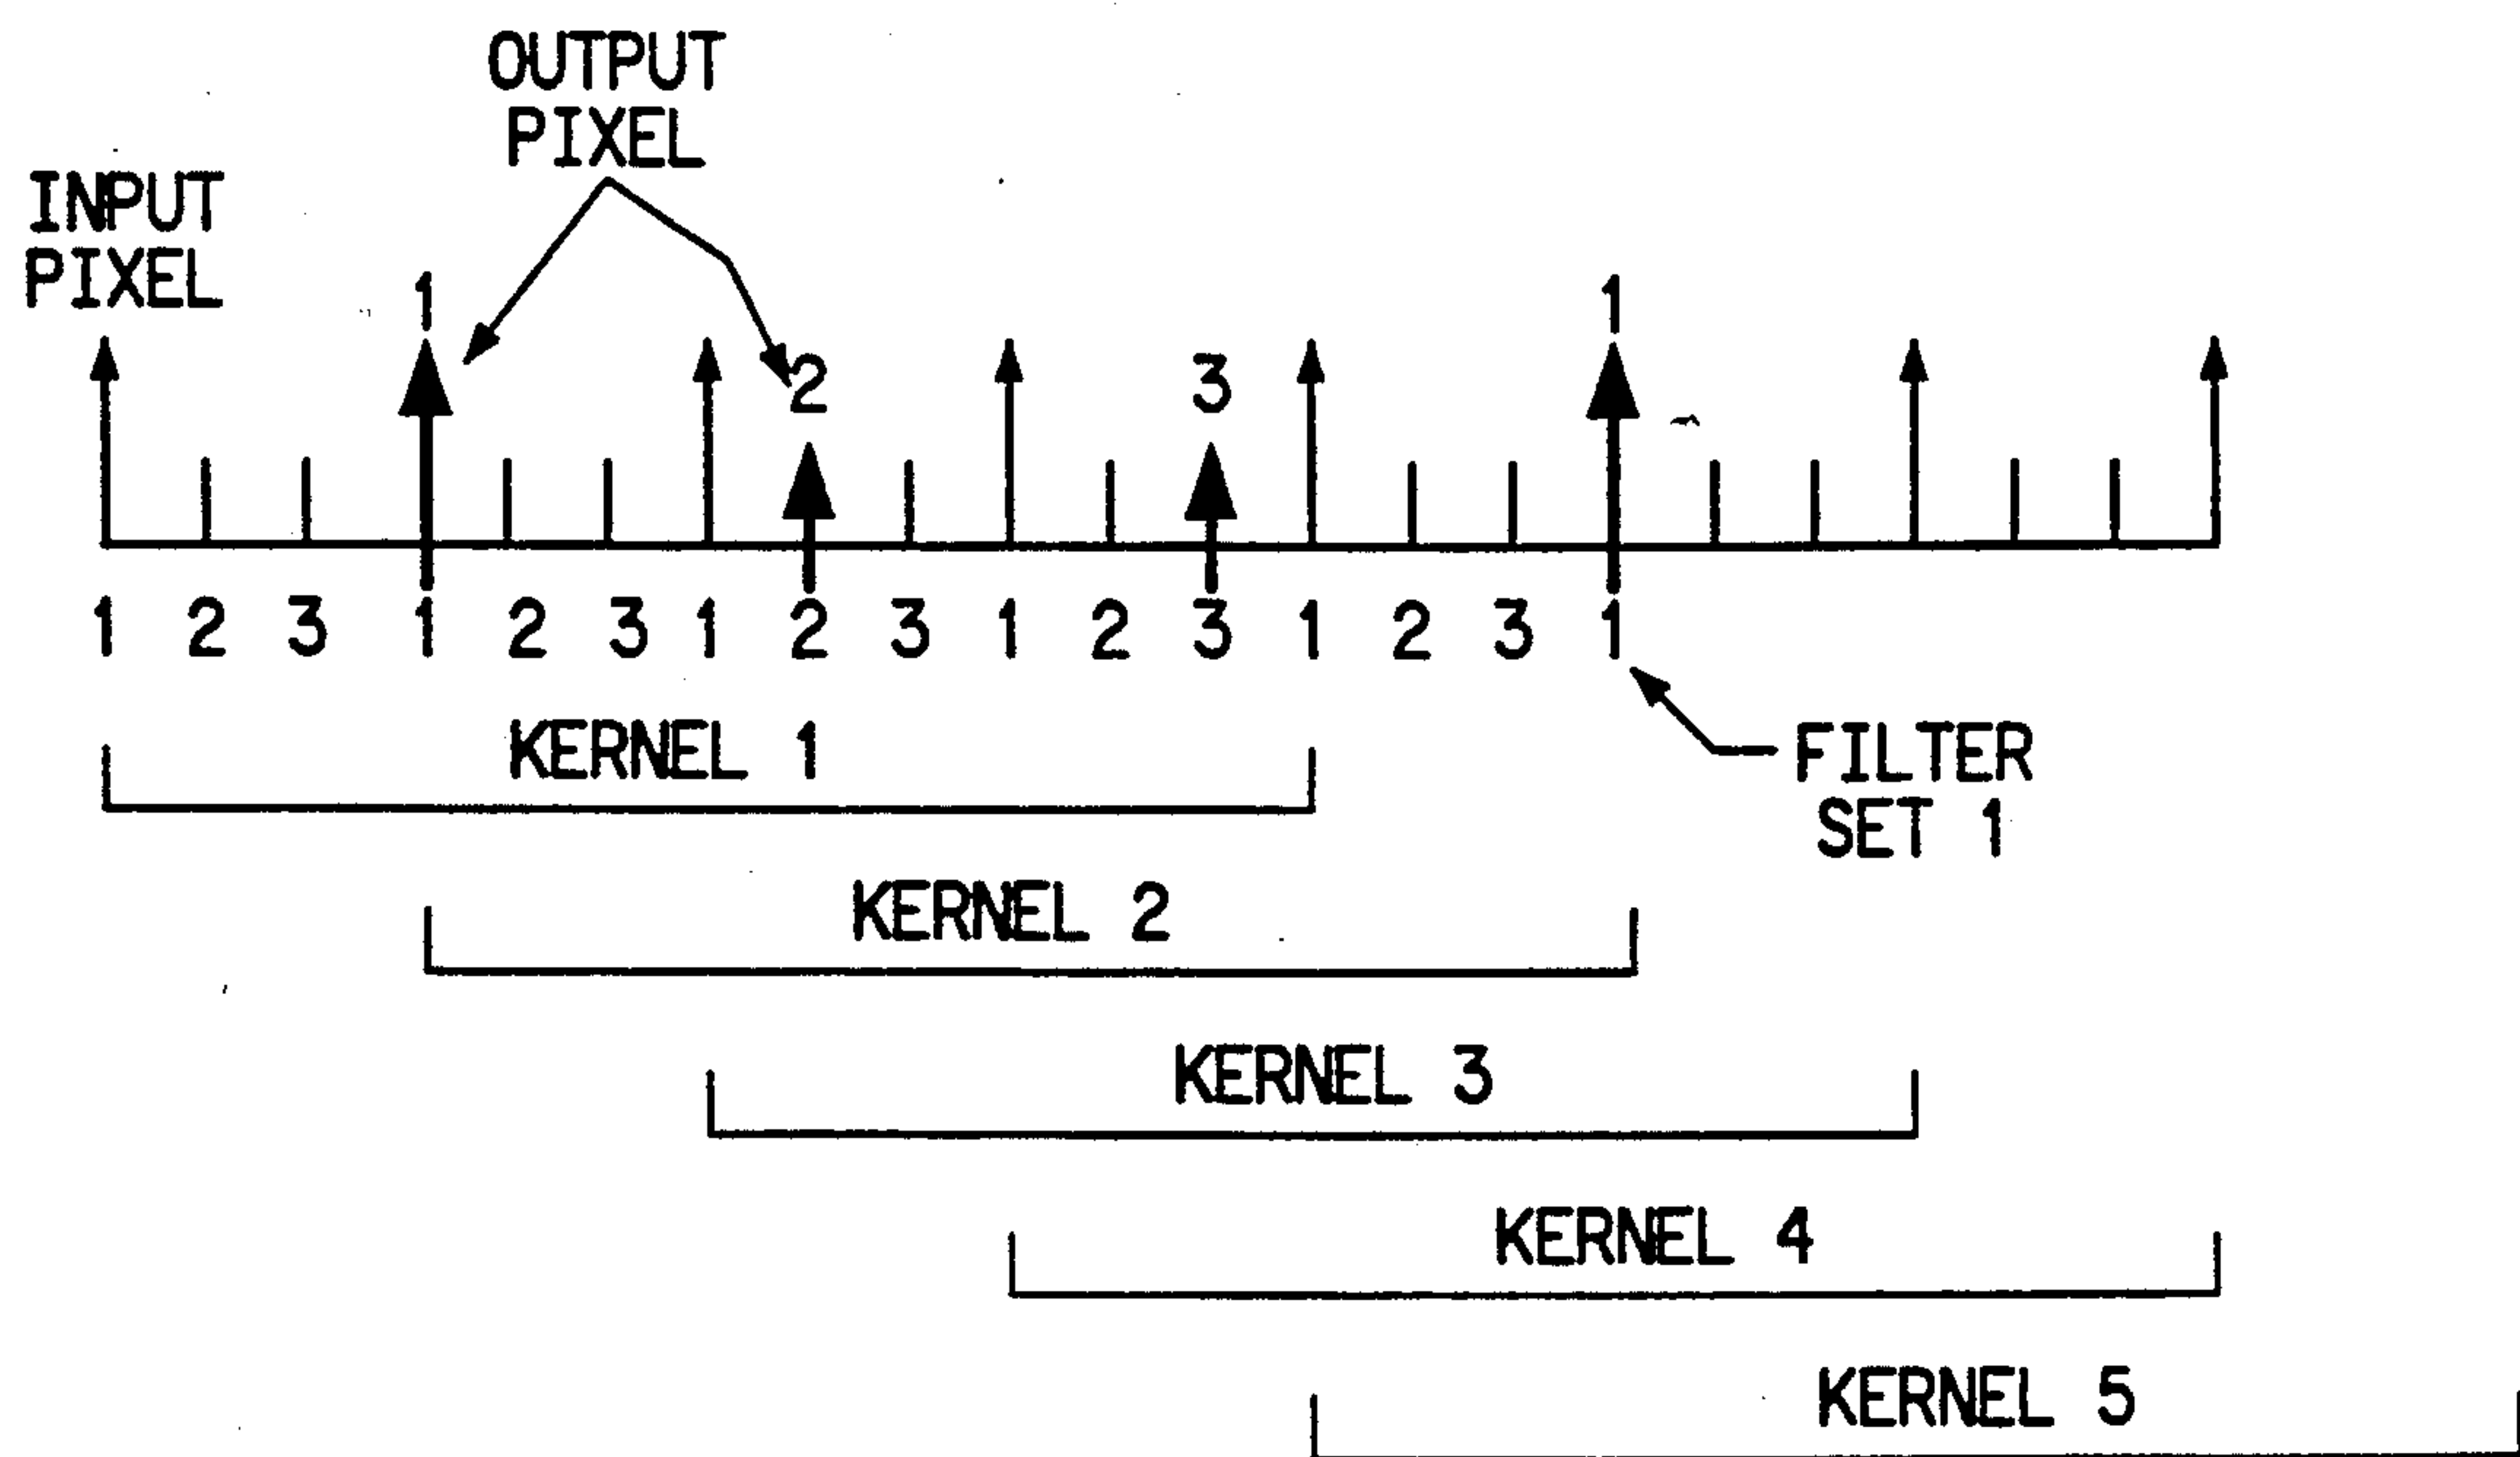 OUTPUT
PIXEL
INPUT
PIXEL
1
1
2
3
1 2 3 1 2 3 1 2 3 1 2 3 1 2 3 1
KERNEL 1
FILTER
SET 1
KERNEL 2
KERNEL 3
KERNEL 4
KERNEL 5